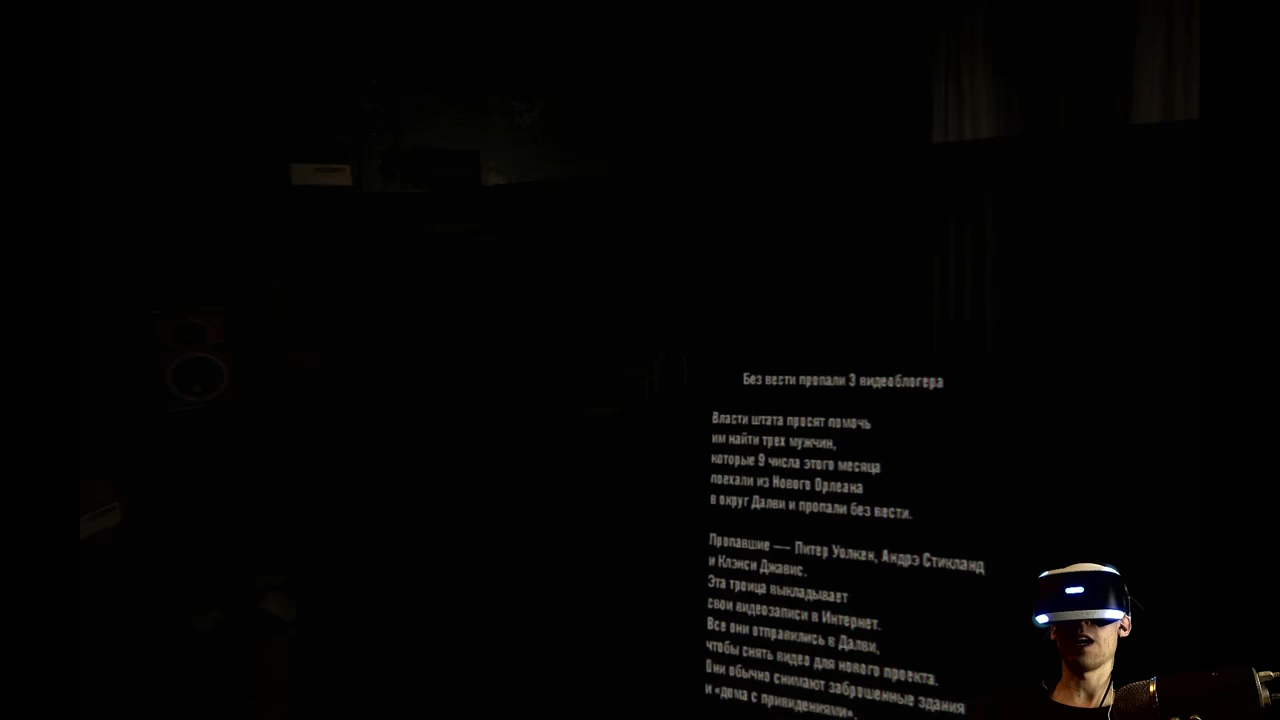 Без вести пропали 3 видеоблогера
Власти штата просят помочь
им найти трех мужчин,
которые 9 числа этого месяца
поехали из Нового Орлеана
в округ Далви и пропали без вести.
Пропавшие — Питер Уолкен, Андрэ Стикланд
и Клэнси Джавис.
Эта троица выкладывает
свои видеозаписи в Интернет.
Все они отправились в Далви,
чтобы снять видео для нового проекта.
Они обычно снимают заброшенные здания
и «дома с привидениями».